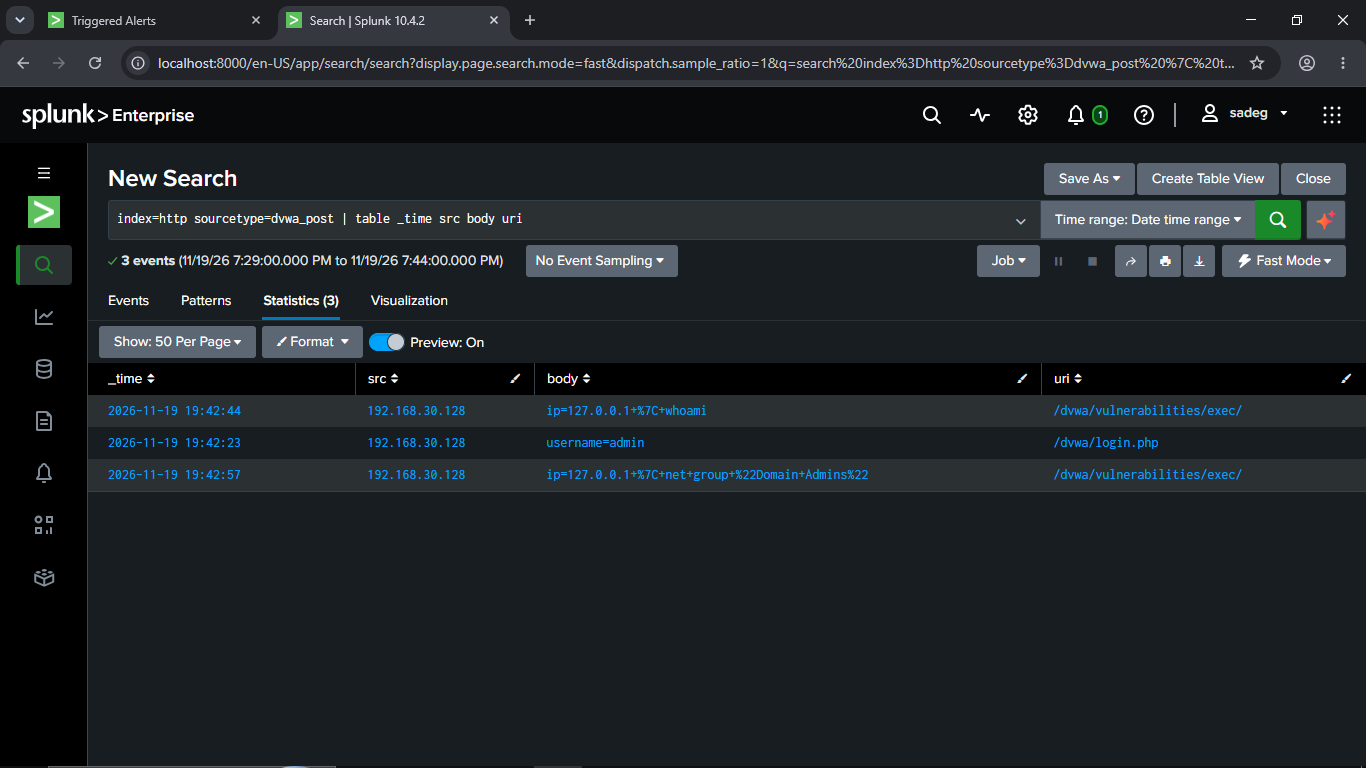 Triggered Alerts
Search | Splunk 10.4.2
localhost:8000/en-US/app/search/search?display.page.search.mode=fast&dispatch.sample_ratio=1&q=search%20index%3Dhttp%20sourcetype%3Ddvwa_post%20%7C%20t...
splunk> Enterprise
1
sadeg
New Search
Save As
Create Table View
Close
index=http sourcetype=dvwa_post | table _time src body uri
Time range: Date time range
3 events (11/19/26 7:29:00.000 PM to 11/19/26 7:44:00.000 PM)
No Event Sampling
Job
Fast Mode
Events Patterns Statistics (3) Visualization
Show: 50 Per Page
Format
Preview: On
_time src body uri
2026-11-19 19:42:44 192.168.30.128 ip=127.0.0.1+%7C+whoami /dvwa/vulnerabilities/exec/
2026-11-19 19:42:23 192.168.30.128 username=admin /dvwa/login.php
2026-11-19 19:42:57 192.168.30.128 ip=127.0.0.1+%7C+net+group+%22Domain+Admins%22 /dvwa/vulnerabilities/exec/